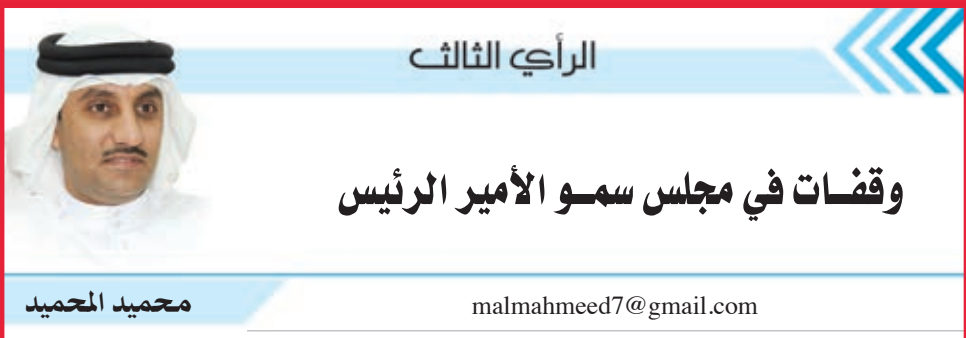 الرأي الثالث
وقفات في مجلس سمو الأمير الرئيس
محميد المحميد
malmahmeed7@gmail.com